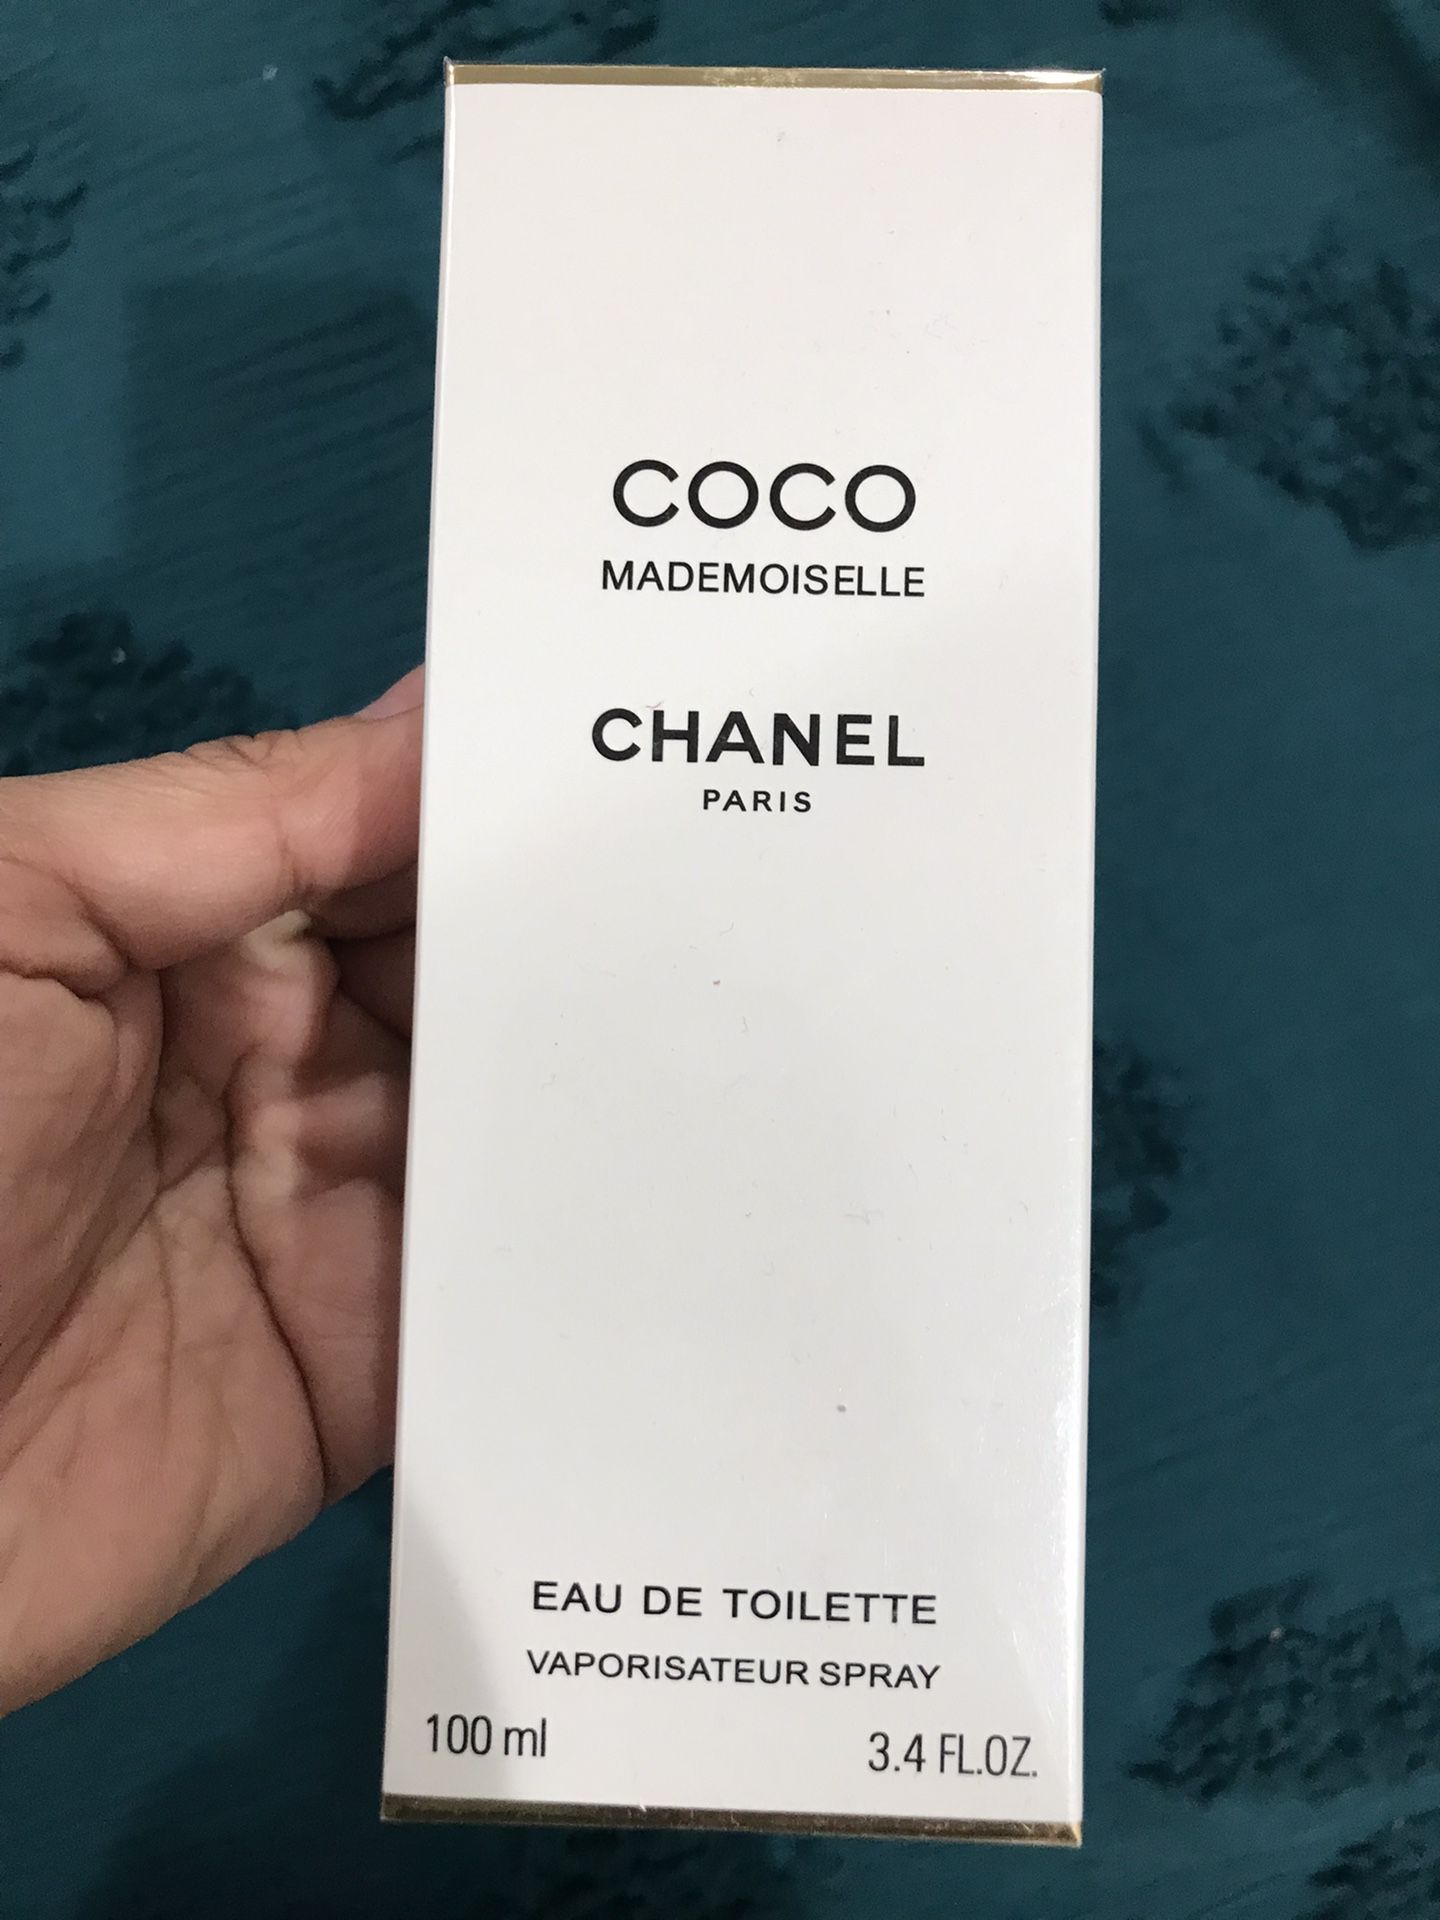 COCO
MADEMOISELLE
CHANEL
PARIS
EAU DE TOILETTE
VAPORISATEUR SPRAY
100 ml 3.4 FL.OZ.